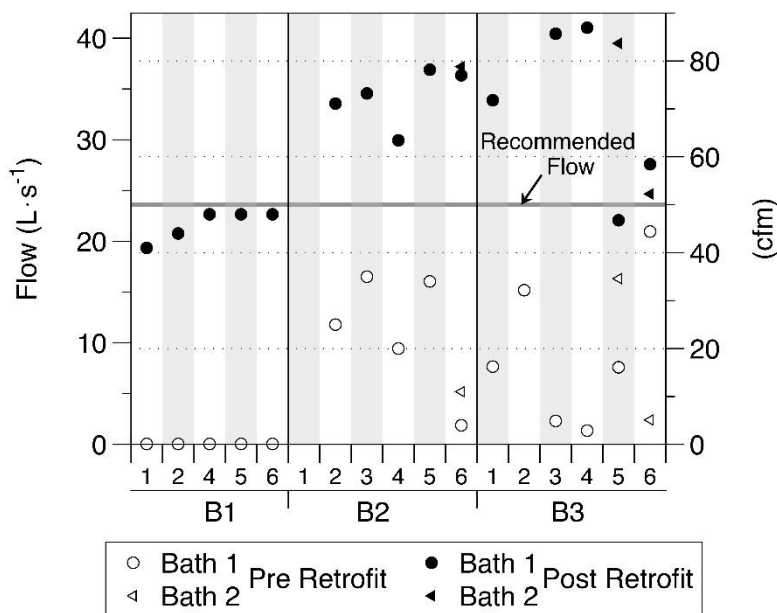 40
30
20
10
0
Flow (L·s⁻¹)
80
60
40
20
0
(cfm)
Recommended
Flow
1 2 4 5 6 1 2 3 4 5 6 1 2 3 4 5 6
B1 B2 B3
Bath 1 Pre Retrofit Bath 1 Post Retrofit
Bath 2 Bath 2